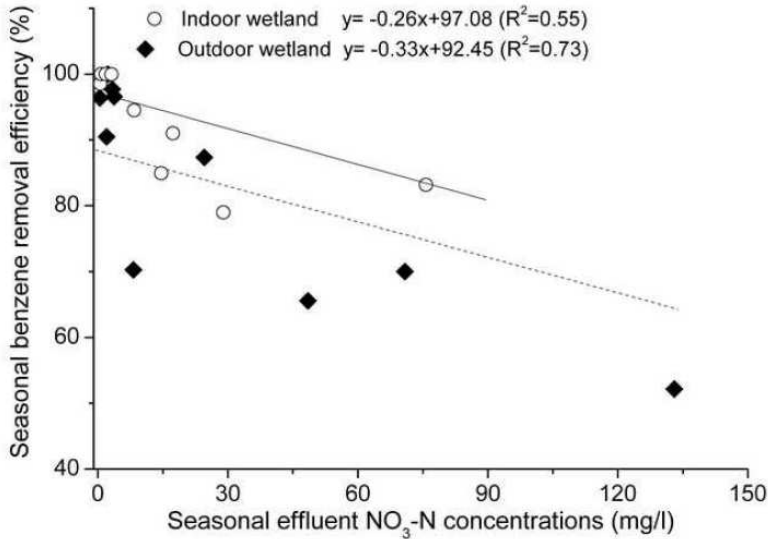 Indoor wetland y= -0.26x+97.08 (R²=0.55)
Outdoor wetland y= -0.33x+92.45 (R²=0.73)
Seasonal benzene removal efficiency (%)
100
80
60
40
0 30 60 90 120 150
Seasonal effluent NO₃-N concentrations (mg/l)